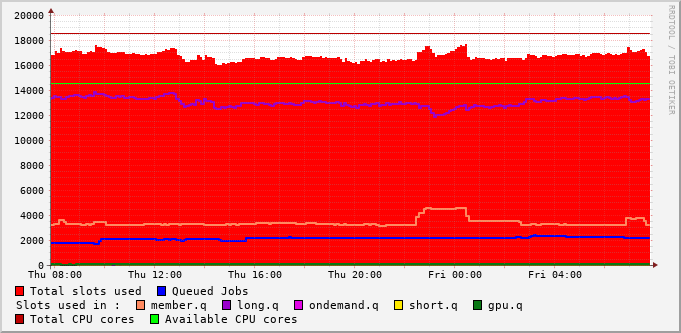 RRDTOOL / TOBI OETIKER
20000
18000
16000
14000
12000
10000
8000
6000
4000
2000
0
Thu 08:00 Thu 12:00 Thu 16:00 Thu 20:00 Fri 00:00 Fri 04:00
Total slots used Queued Jobs
Slots used in : member.q long.q ondemand.q short.q gpu.q
Total CPU cores Available CPU cores